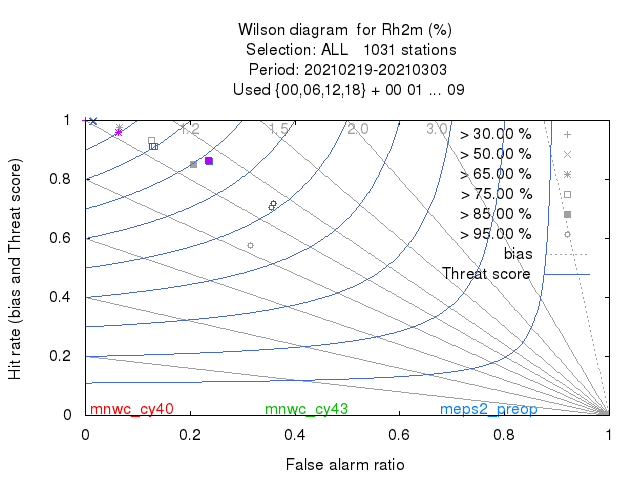 Wilson diagram for Rh2m (%)
Selection: ALL 1031 stations
Period: 20210219-20210303
Used {00,06,12,18} + 00 01 ... 09
1
0.8
0.6
0.4
0.2
0
Hit rate (bias and Threat score)
1.2
1.5
2.0
3.0
> 30.00 %
> 50.00 %
> 65.00 %
> 75.00 %
> 85.00 %
> 95.00 %
bias
Threat score
mnwc_cy40
mnwc_cy43
meps2_preop
0
0.2
0.4
0.6
0.8
1
False alarm ratio